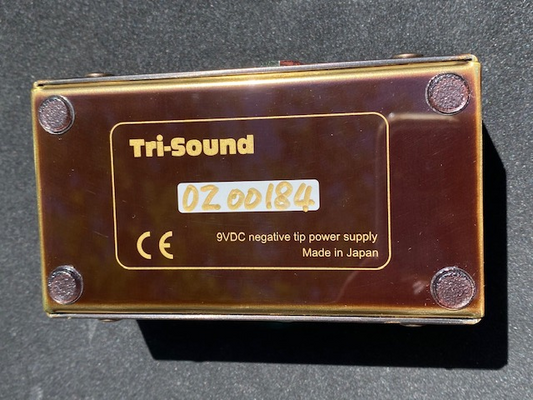 Tri-Sound
0200184
CE
9VDC negative tip power supply
Made in Japan